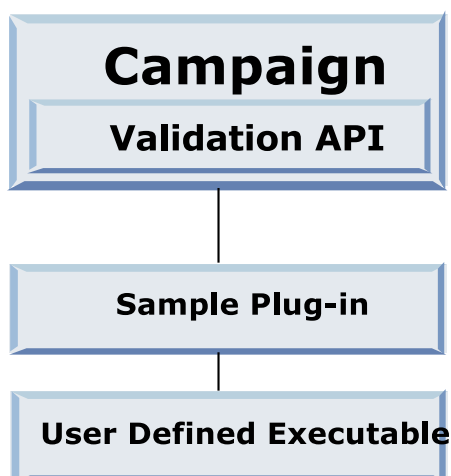 Campaign
Validation API
Sample Plug-in
User Defined Executable